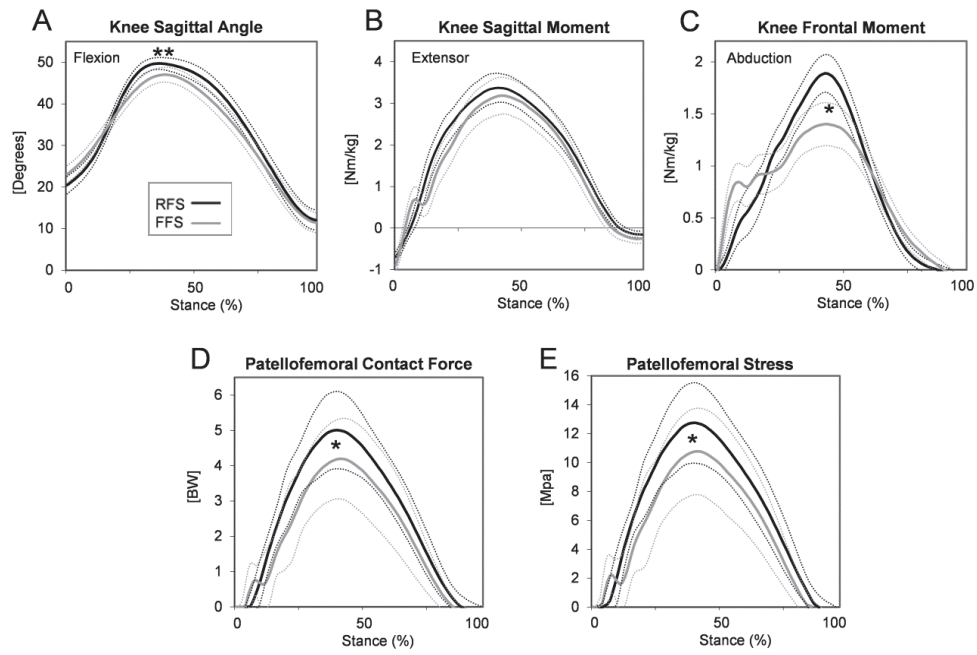 A
Knee Sagittal Angle
Flexion
**
50
40
30
20
10
0
[Degrees]
RFS
FFS
0
50
100
Stance (%)
B
Knee Sagittal Moment
Extensor
4
3
2
1
0
-1
[Nm/kg]
0
50
100
Stance (%)
C
Knee Frontal Moment
Abduction
*
2
1.5
1
0.5
0
[Nm/kg]
0
50
100
Stance (%)
D
Patellofemoral Contact Force
*
6
5
4
3
2
1
0
[BW]
0
50
100
Stance (%)
E
Patellofemoral Stress
*
16
14
12
10
8
6
4
2
0
[Mpa]
0
50
100
Stance (%)